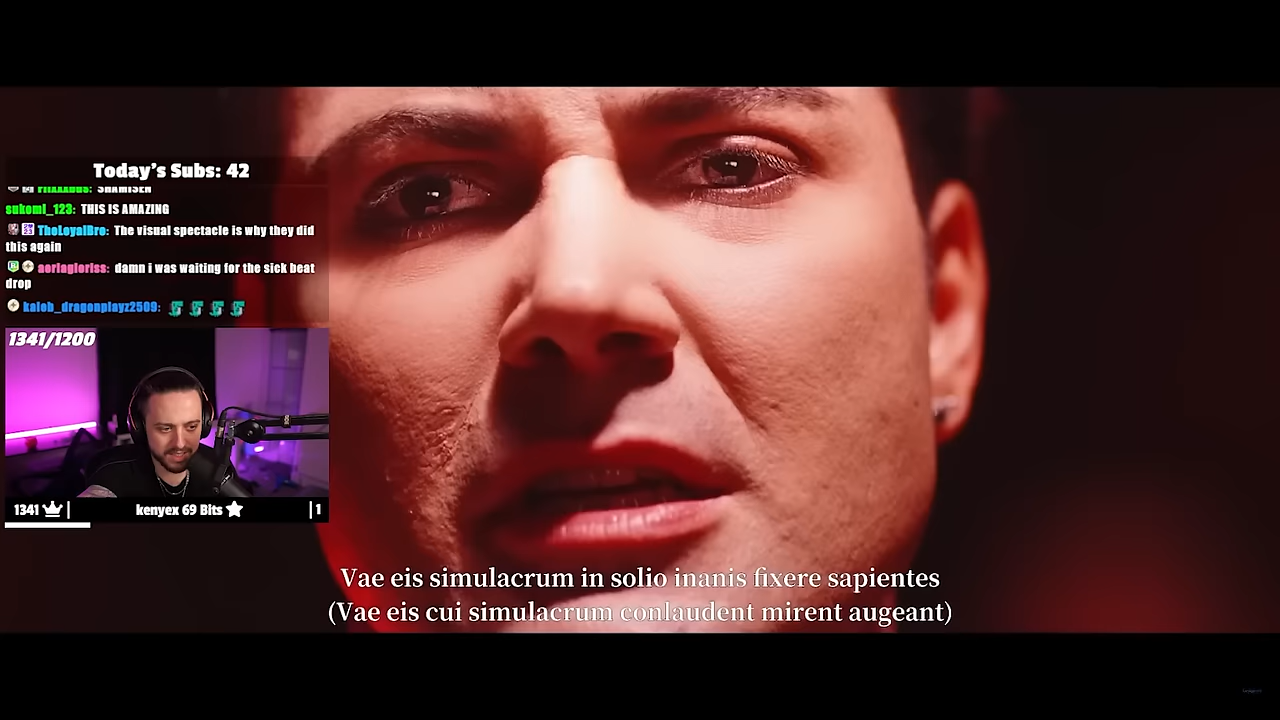 Today's Subs: 42
SHAMISEN
sukomi_123: THIS IS AMAZING
TheLoyalBro: The visual spectacle is why they did
this again
aeriagloriss: damn i was waiting for the sick beat
drop
kaleb_dragonplayz2509:
1341/1200
1341
kenyex 69 Bits
1
Vae eis simulacrum in solio inanis fixere sapientes
(Vae eis cui simulacrum conlaudent mirent augeant)